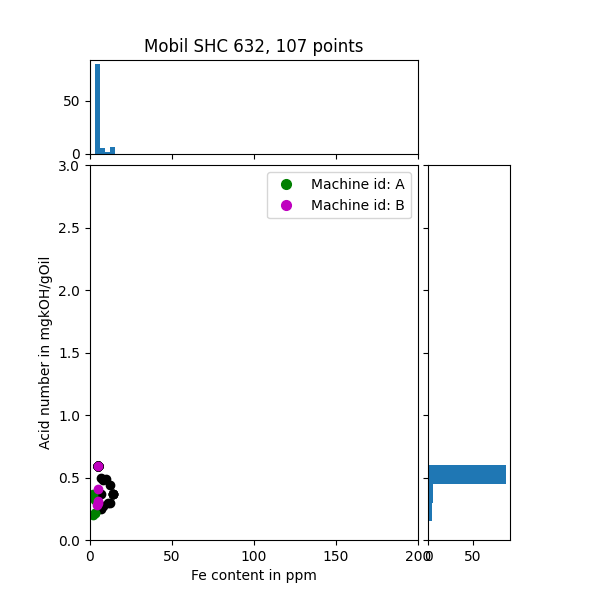 Mobil SHC 632, 107 points
50
0
3.0
Machine id: A
Machine id: B
2.5
2.0
1.5
1.0
0.5
0.0
Acid number in mgkOH/gOil
0 50 100 150 200 0 50
Fe content in ppm